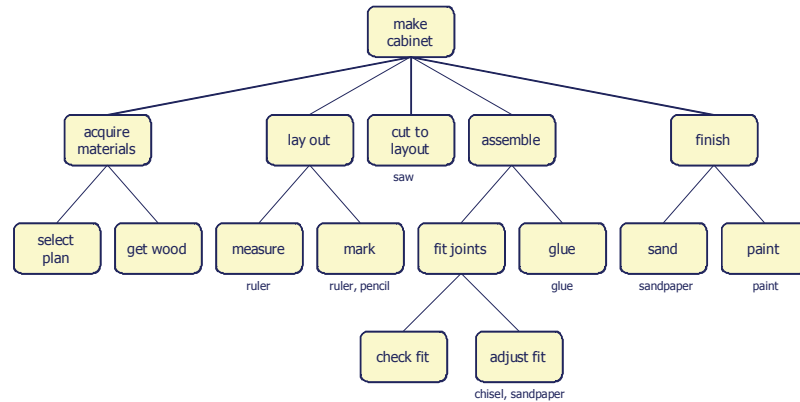 make
cabinet
acquire
materials
lay out
cut to
layout
assemble
finish
saw
select
plan
get wood
measure
mark
fit joints
glue
sand
paint
ruler
ruler, pencil
glue
sandpaper
paint
check fit
adjust fit
chisel, sandpaper